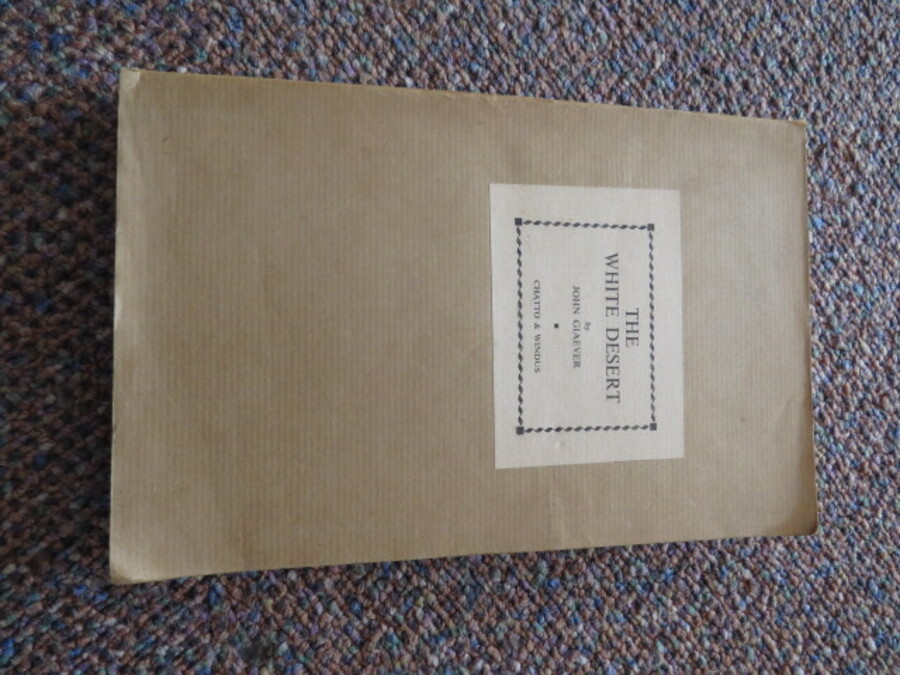 THE
WHITE DESERT
by
JOHN GIAEVER
CHATTO & WINDUS